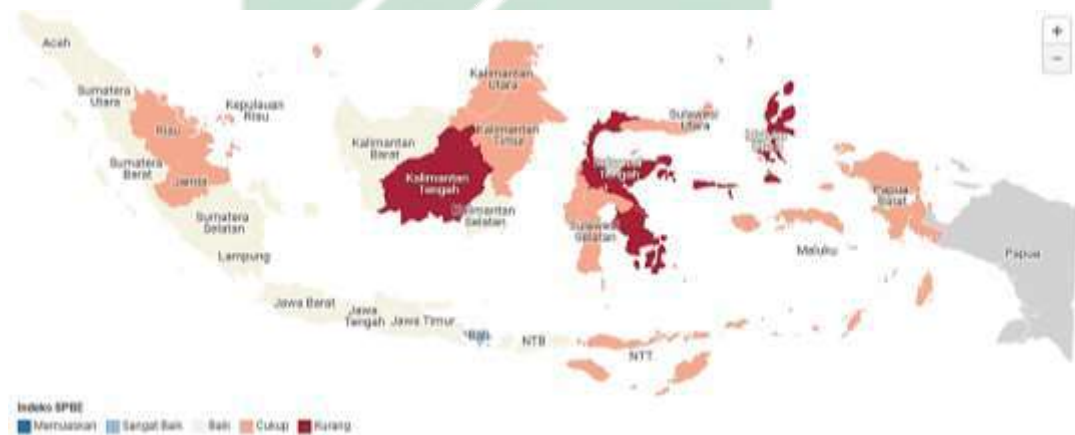 +
−
Aceh
Sumatera
Utara
Kepulauan
Riau
Riau
Sumatera
Barat
Jambi
Sumatera
Selatan
Lampung
Kalimantan
Utara
Kalimantan
Timur
Kalimantan
Barat
Kalimantan
Tengah
Kalimantan
Selatan
Sulawesi
Utara
Sulawesi
Tengah
Sulawesi
Selatan
Papua
Barat
Maluku
Papua
Jawa Barat
Jawa
Tengah
Jawa Timur
Bali
NTB
NTT
Indeks SPBE
Memuaskan Sangat Baik Baik Cukup Kurang